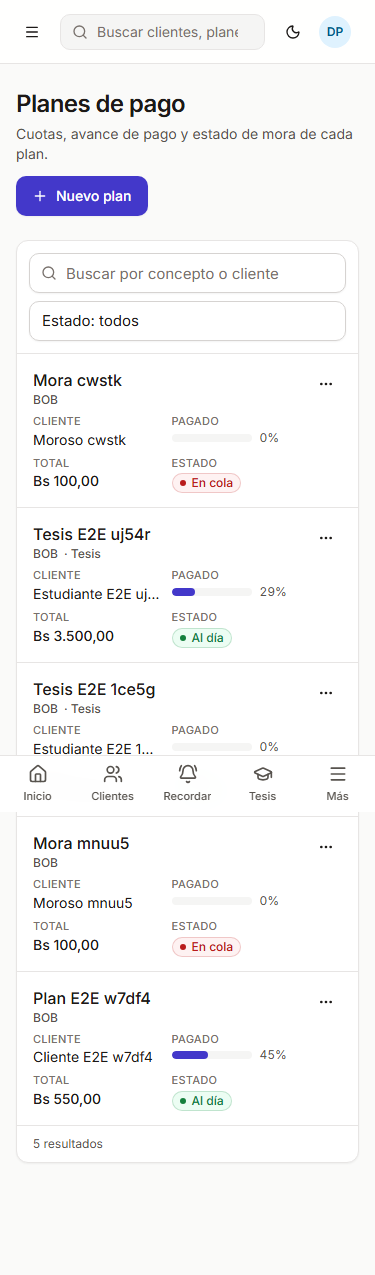 Buscar clientes, plane
DP
Planes de pago
Cuotas, avance de pago y estado de mora de cada
plan.
Nuevo plan
Buscar por concepto o cliente
Estado: todos
Mora cwstk
BOB
CLIENTE PAGADO
Moroso cwstk 0%
TOTAL ESTADO
Bs 100,00 En cola
Tesis E2E uj54r
BOB · Tesis
CLIENTE PAGADO
Estudiante E2E uj... 29%
TOTAL ESTADO
Bs 3.500,00 Al día
Tesis E2E 1ce5g
BOB · Tesis
CLIENTE PAGADO
Estudiante E2E 1... 0%
Inicio Clientes Recordar Tesis Más
Mora mnuu5
BOB
CLIENTE PAGADO
Moroso mnuu5 0%
TOTAL ESTADO
Bs 100,00 En cola
Plan E2E w7df4
BOB
CLIENTE PAGADO
Cliente E2E w7df4 45%
TOTAL ESTADO
Bs 550,00 Al día
5 resultados